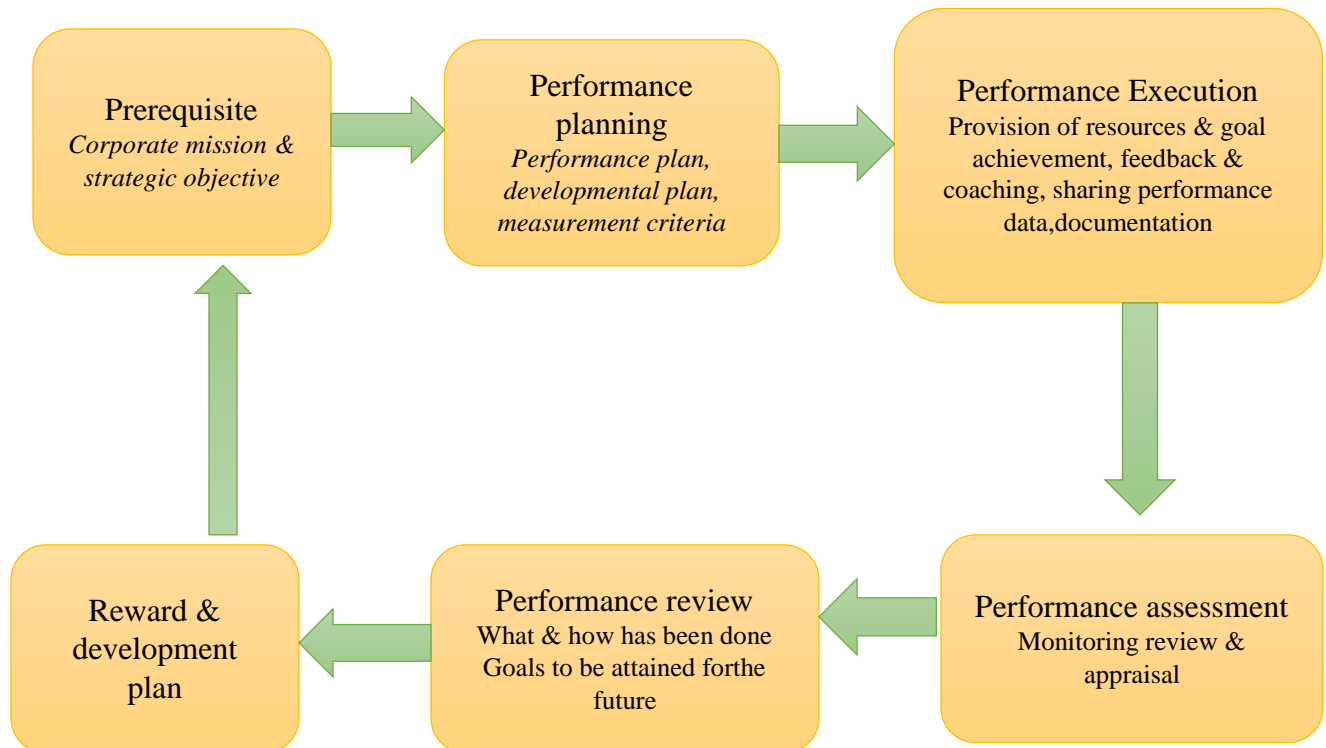 Prerequisite
Corporate mission &
strategic objective
Performance
planning
Performance plan,
developmental plan,
measurement criteria
Performance Execution
Provision of resources & goal
achievement, feedback &
coaching, sharing performance
data,documentation
Reward &
development
plan
Performance review
What & how has been done
Goals to be attained forthe
future
Performance assessment
Monitoring review &
appraisal